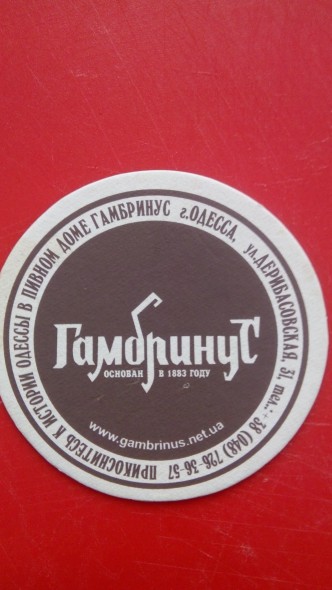 ПРИКОСНИТЕСЬ К ИСТОРИИ ОДЕССЫ В ПИВНОМ ДОМЕ ГАМБРИНУС г.ОДЕССА, ул.ДЕРИБАСОВСКАЯ 31, тел.:+38 (048) 726-36-57
ГамбринуС
ОСНОВАН В 1883 ГОДУ
www.gambrinus.net.ua